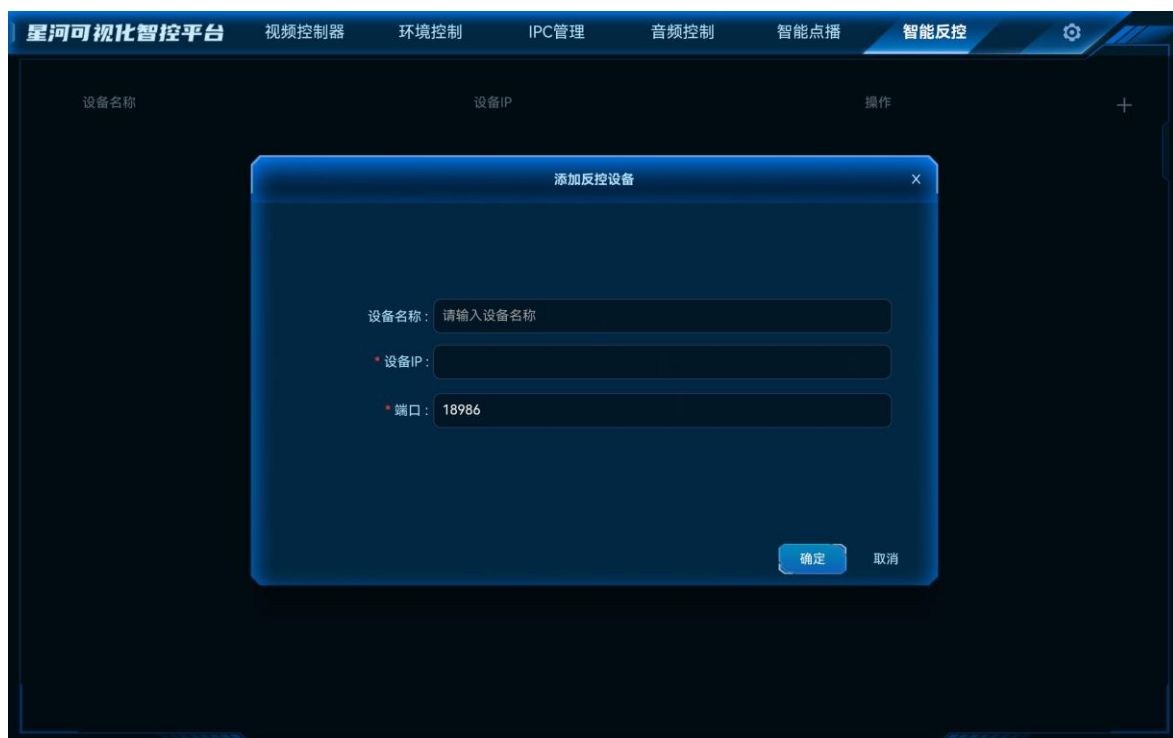 星河可视化智控平台 视频控制器 环境控制 IPC管理 音频控制 智能点播 智能反控
设备名称 设备IP 操作 +
添加反控设备 X
设备名称： 请输入设备名称
* 设备IP：
* 端口： 18986
确定 取消